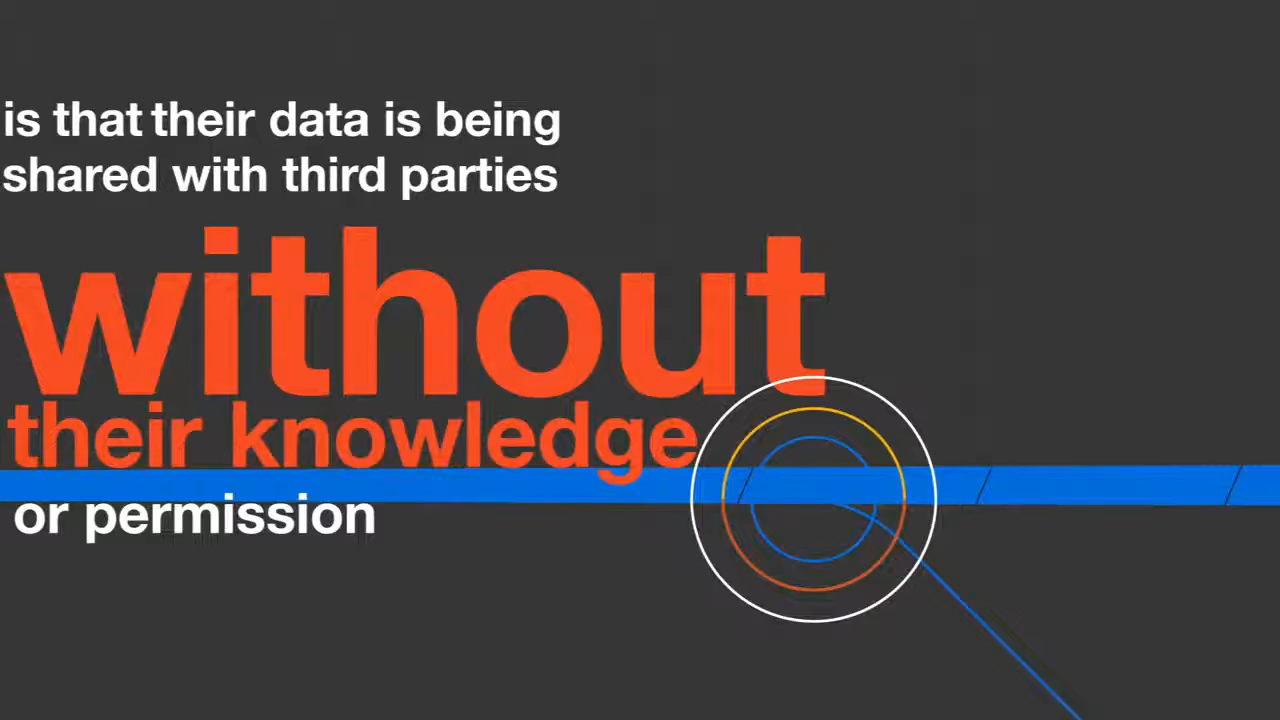 is that their data is being
shared with third parties
without
their knowledge
or permission